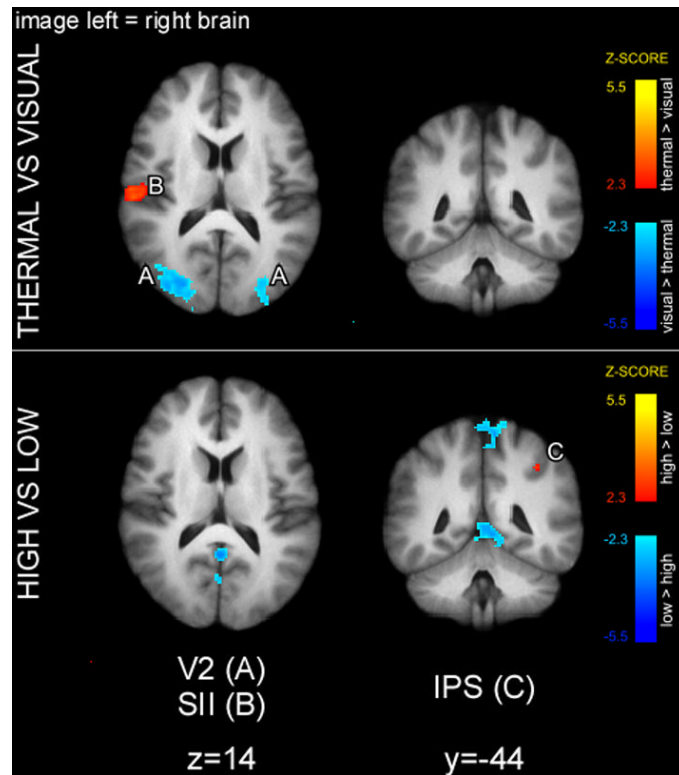 image left = right brain
THERMAL VS VISUAL
B
A
A
Z-SCORE
5.5
2.3
thermal > visual
-2.3
-5.5
visual > thermal
HIGH VS LOW
C
Z-SCORE
5.5
2.3
high > low
-2.3
-5.5
low > high
V2 (A)
SII (B)
IPS (C)
z=14
y=-44